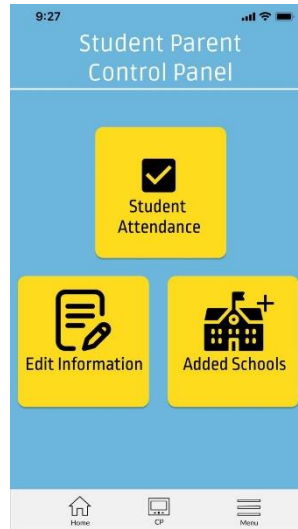 9:27
Student Parent
Control Panel
Student
Attendance
Edit Information
Added Schools
Home
CP
Menu